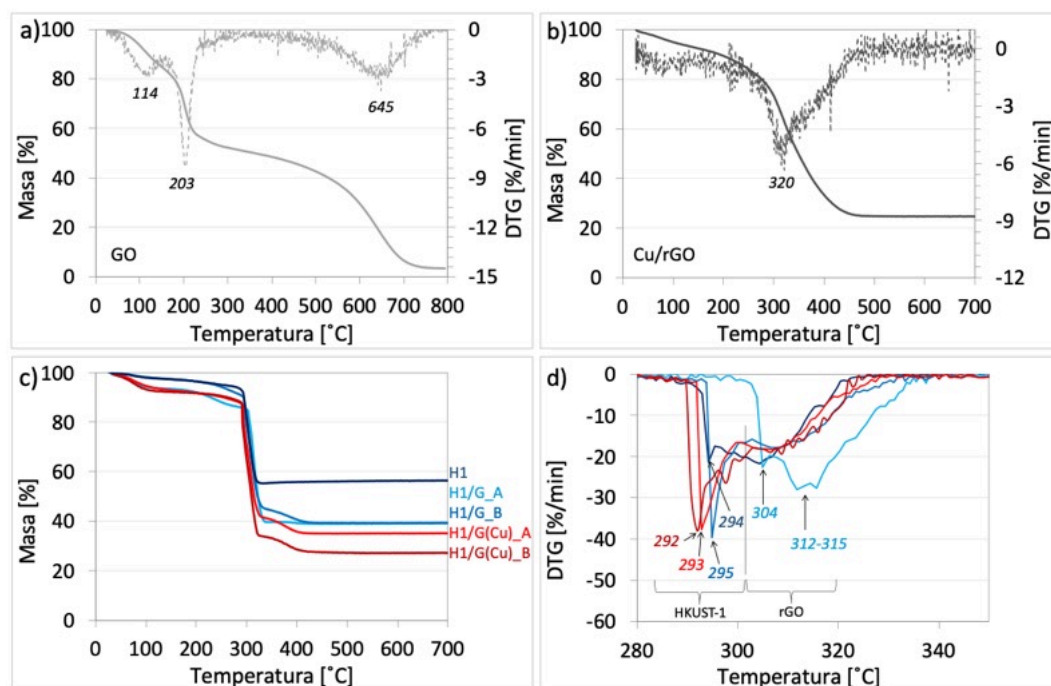 a)
100
80
60
40
20
0
Masa [%]
0 100 200 300 400 500 600 700 800
Temperatura [˚C]
0
-3
-6
-9
-12
-15
DTG [%/min]
114
203
645
GO
b)
100
80
60
40
20
0
Masa [%]
0 100 200 300 400 500 600 700
Temperatura [˚C]
0
-3
-6
-9
-12
DTG [%/min]
320
Cu/rGO
c)
100
80
60
40
20
0
Masa [%]
0 100 200 300 400 500 600 700
Temperatura [˚C]
H1
H1/G_A
H1/G_B
H1/G(Cu)_A
H1/G(Cu)_B
d)
0
-10
-20
-30
-40
-50
-60
DTG [%/min]
280 300 320 340
Temperatura [˚C]
292
293
295
294
304
312-315
HKUST-1
rGO